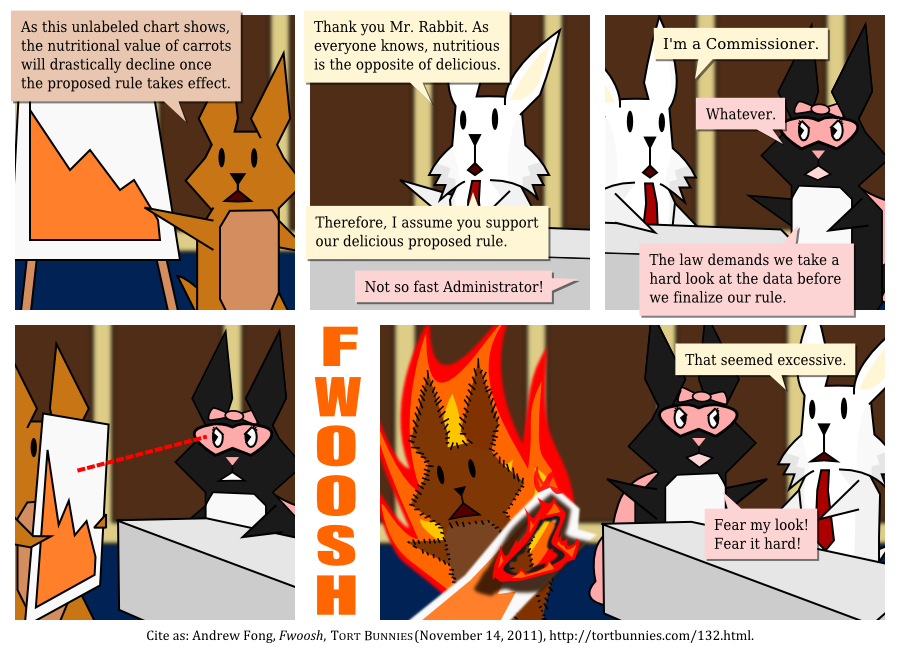 As this unlabeled chart shows,
the nutritional value of carrots
will drastically decline once
the proposed rule takes effect.
Thank you Mr. Rabbit. As
everyone knows, nutritious
is the opposite of delicious.
Therefore, I assume you support
our delicious proposed rule.
Not so fast Administrator!
I'm a Commissioner.
Whatever.
The law demands we take a
hard look at the data before
we finalize our rule.
FWOOSH
That seemed excessive.
Fear my look!
Fear it hard!
Cite as: Andrew Fong, Fwoosh, TORT BUNNIES(November 14, 2011), http://tortbunnies.com/132.html.